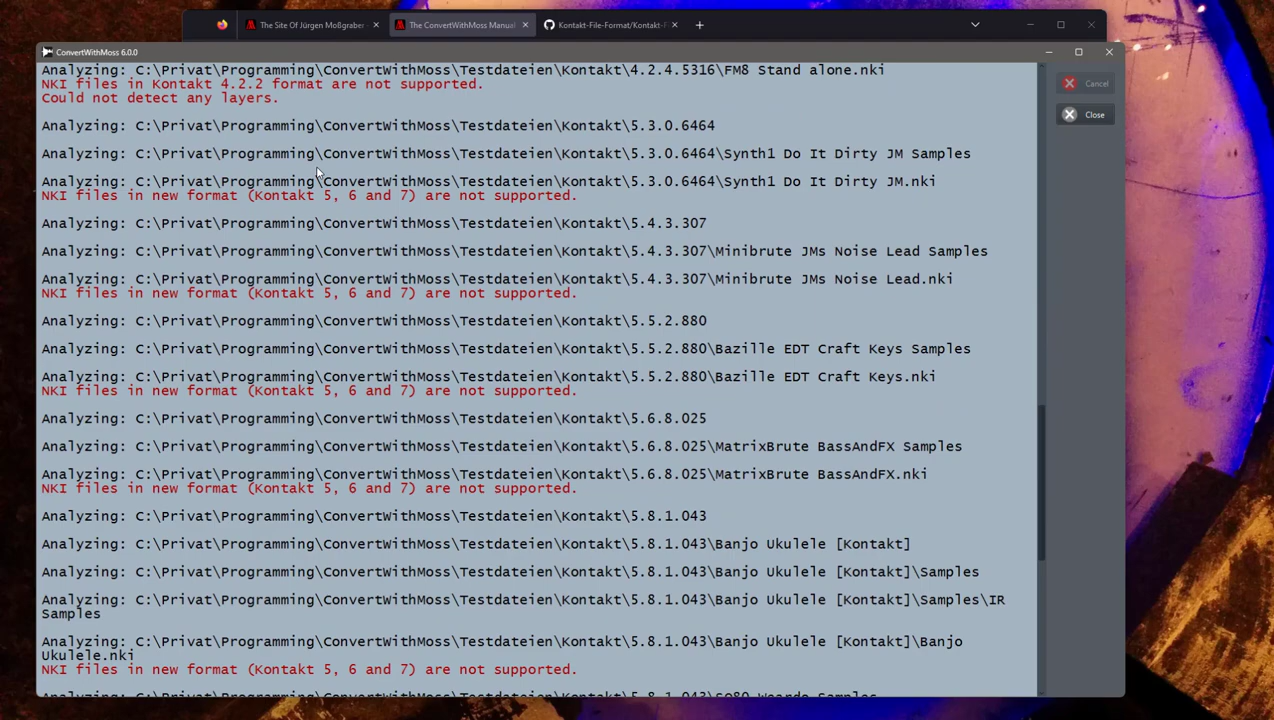 The Site Of Jürgen Moßgraber
The ConvertWithMoss Manual
Kontakt-File-Format/Kontakt-F
ConvertWithMoss 6.0.0
Analyzing: C:\Privat\Programming\ConvertWithMoss\Testdateien\Kontakt\4.2.4.5316\FM8 Stand alone.nki
NKI files in Kontakt 4.2.2 format are not supported.
Could not detect any layers.
Analyzing: C:\Privat\Programming\ConvertWithMoss\Testdateien\Kontakt\5.3.0.6464
Analyzing: C:\Privat\Programming\ConvertWithMoss\Testdateien\Kontakt\5.3.0.6464\Synth1 Do It Dirty JM Samples
Analyzing: C:\Privat\Programming\ConvertWithMoss\Testdateien\Kontakt\5.3.0.6464\Synth1 Do It Dirty JM.nki
NKI files in new format (Kontakt 5, 6 and 7) are not supported.
Analyzing: C:\Privat\Programming\ConvertWithMoss\Testdateien\Kontakt\5.4.3.307
Analyzing: C:\Privat\Programming\ConvertWithMoss\Testdateien\Kontakt\5.4.3.307\Minibrute JMs Noise Lead Samples
Analyzing: C:\Privat\Programming\ConvertWithMoss\Testdateien\Kontakt\5.4.3.307\Minibrute JMs Noise Lead.nki
NKI files in new format (Kontakt 5, 6 and 7) are not supported.
Analyzing: C:\Privat\Programming\ConvertWithMoss\Testdateien\Kontakt\5.5.2.880
Analyzing: C:\Privat\Programming\ConvertWithMoss\Testdateien\Kontakt\5.5.2.880\Bazille EDT Craft Keys Samples
Analyzing: C:\Privat\Programming\ConvertWithMoss\Testdateien\Kontakt\5.5.2.880\Bazille EDT Craft Keys.nki
NKI files in new format (Kontakt 5, 6 and 7) are not supported.
Analyzing: C:\Privat\Programming\ConvertWithMoss\Testdateien\Kontakt\5.6.8.025
Analyzing: C:\Privat\Programming\ConvertWithMoss\Testdateien\Kontakt\5.6.8.025\MatrixBrute BassAndFX Samples
Analyzing: C:\Privat\Programming\ConvertWithMoss\Testdateien\Kontakt\5.6.8.025\MatrixBrute BassAndFX.nki
NKI files in new format (Kontakt 5, 6 and 7) are not supported.
Analyzing: C:\Privat\Programming\ConvertWithMoss\Testdateien\Kontakt\5.8.1.043
Analyzing: C:\Privat\Programming\ConvertWithMoss\Testdateien\Kontakt\5.8.1.043\Banjo Ukulele [Kontakt]
Analyzing: C:\Privat\Programming\ConvertWithMoss\Testdateien\Kontakt\5.8.1.043\Banjo Ukulele [Kontakt]\Samples
Analyzing: C:\Privat\Programming\ConvertWithMoss\Testdateien\Kontakt\5.8.1.043\Banjo Ukulele [Kontakt]\Samples\IR
Samples
Analyzing: C:\Privat\Programming\ConvertWithMoss\Testdateien\Kontakt\5.8.1.043\Banjo Ukulele [Kontakt]\Banjo
Ukulele.nki
NKI files in new format (Kontakt 5, 6 and 7) are not supported.
Analyzing: C:\Privat\Programming\ConvertWithMoss\Testdateien\Kontakt\5.8.1.043\SQ80 Weardo Samples
Cancel
Close